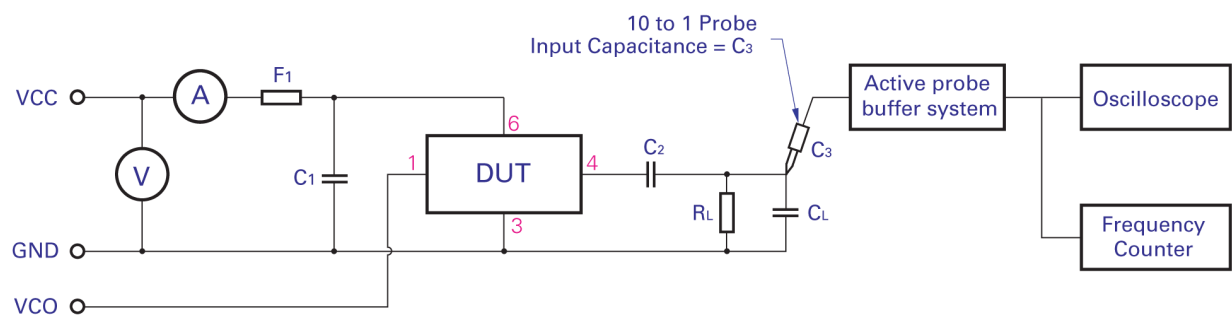 10 to 1 Probe
Input Capacitance = C3
VCC
A
F1
6
Active probe
buffer system
Oscilloscope
V
C1
1
DUT
4
C2
C3
RL
CL
3
GND
Frequency
Counter
VCO